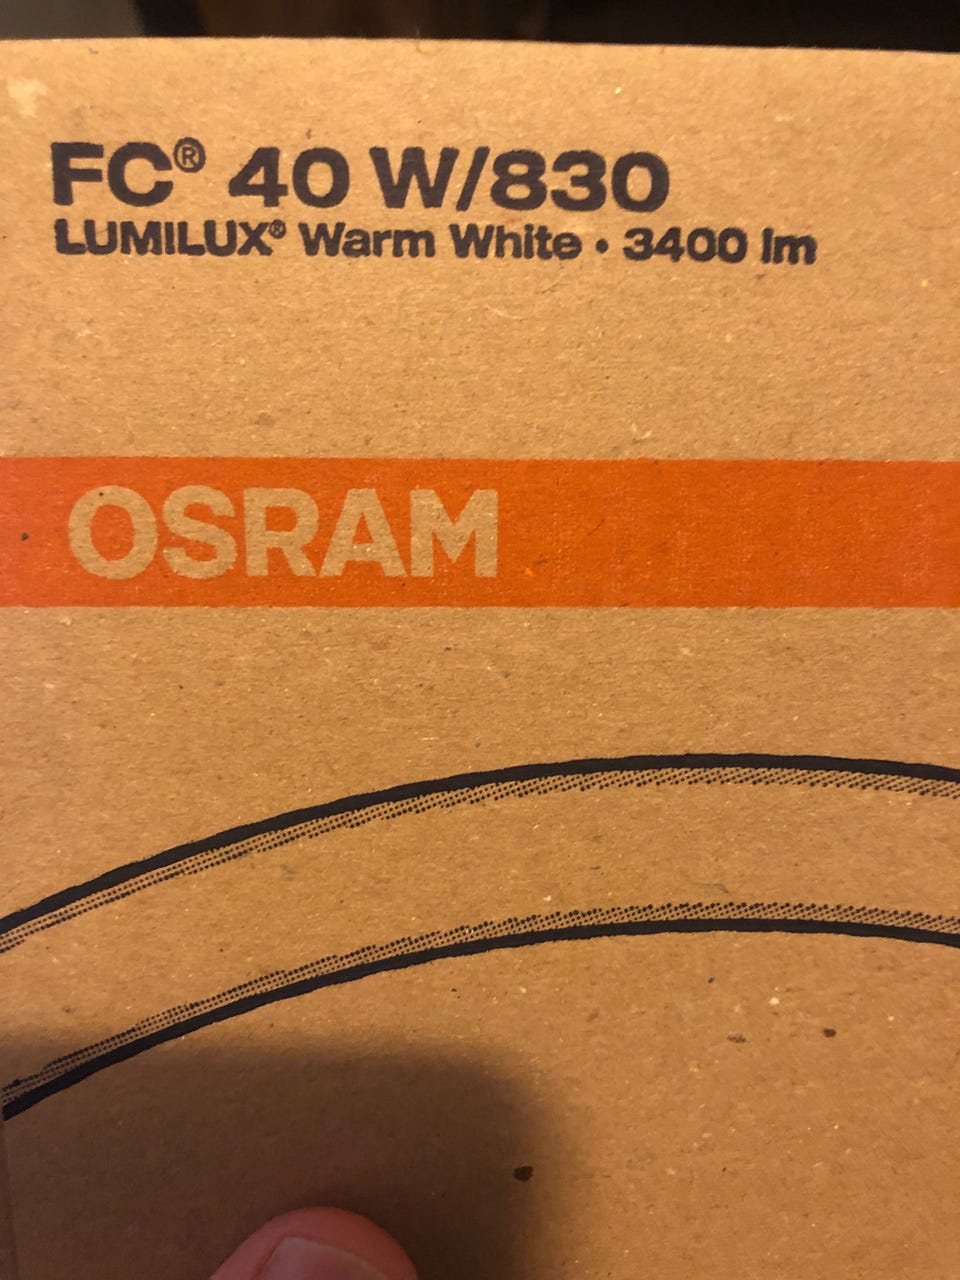 FC® 40 W/830
LUMILUX® Warm White • 3400 lm
OSRAM